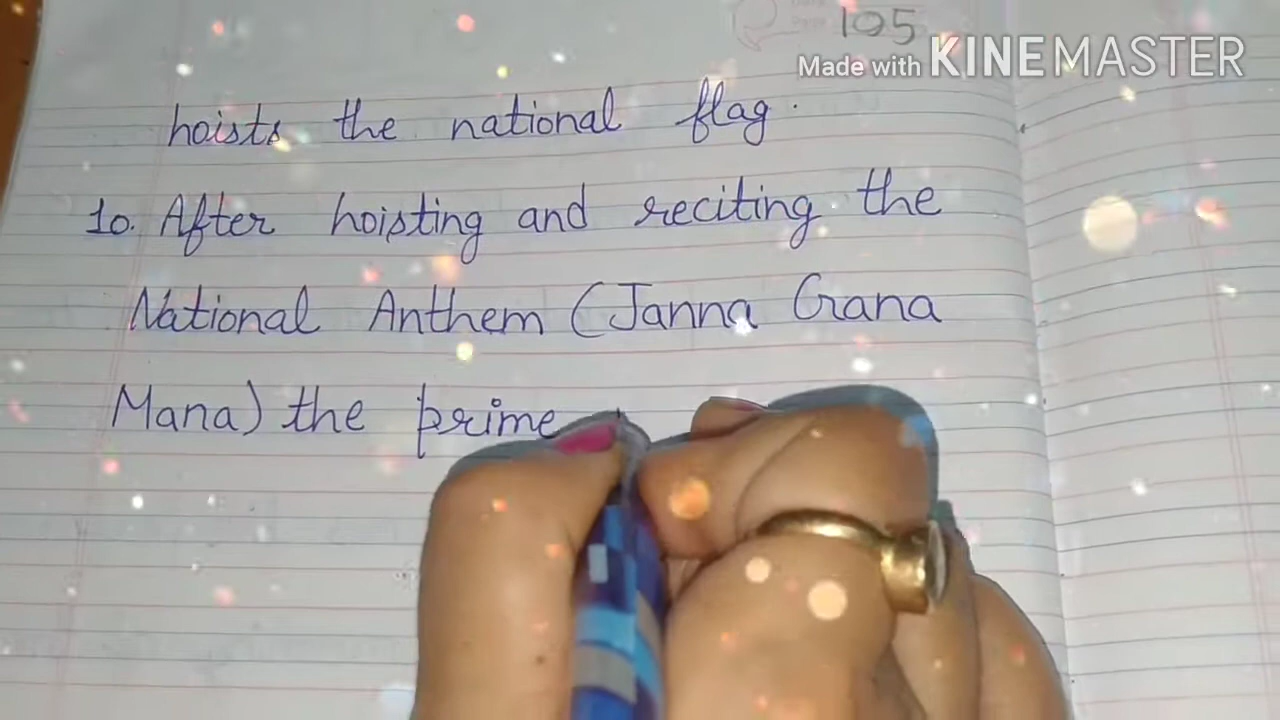 105
Made with KINEMASTER
hoists the national flag.
10. After hoisting and reciting the
National Anthem (Janna Gana
Mana) the prime